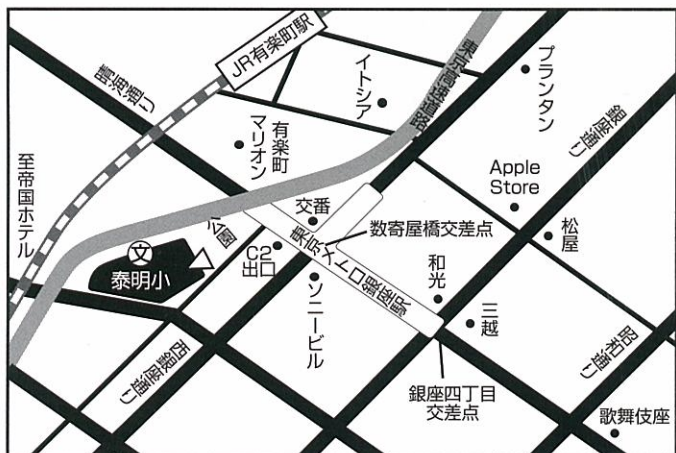 JR有楽町駅
晴海通り
東京高速道路
プランタン
イトシア
銀座通り
有楽町
マリオン
至帝国ホテル
Apple
Store
公園
交番
数寄屋橋交差点
松屋
文
泰明小
C2
出口
東京メトロ銀座駅
和光
ソニービル
三越
昭和通り
西銀座通り
銀座四丁目
交差点
歌舞伎座